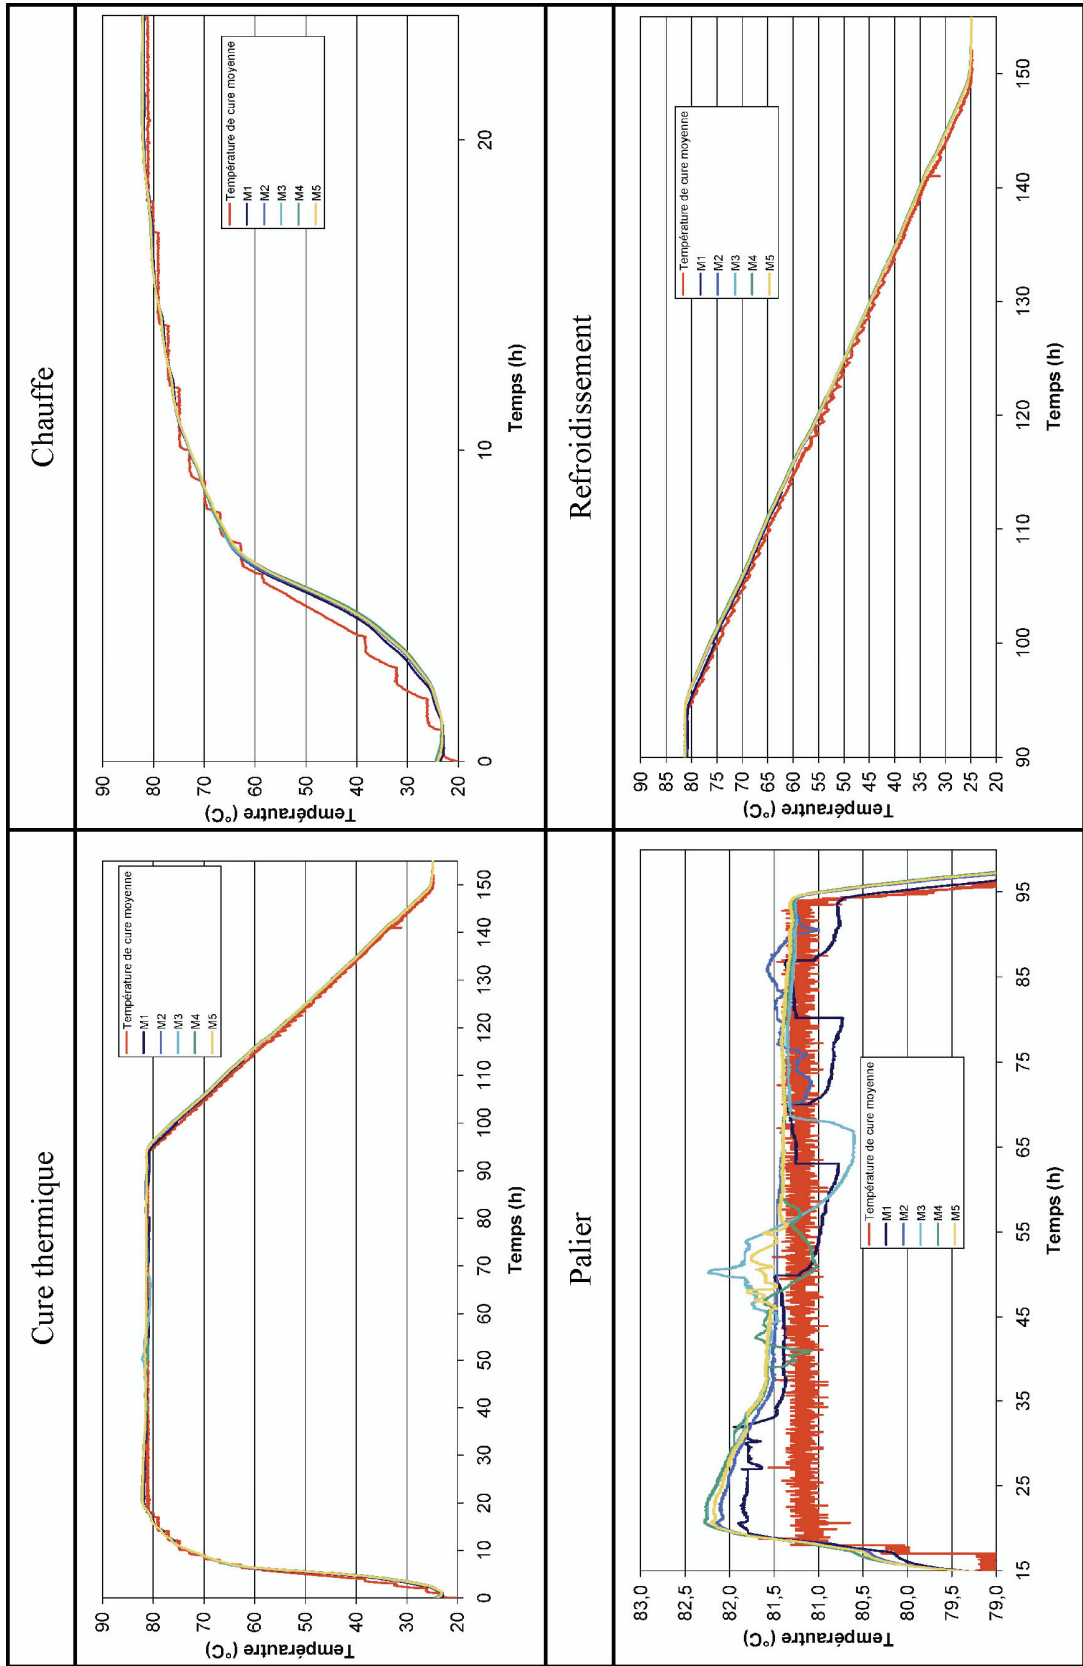 Cure thermique
Chauffe
90
80
70
60
50
40
30
20
Tempérautre (°C)
0
10
20
30
40
50
60
70
80
90
100
110
120
130
140
150
Temps (h)
Température de cure moyenne
M1
M2
M3
M4
M5
90
80
70
60
50
40
30
20
Tempérautre (°C)
0
10
20
Temps (h)
Température de cure moyenne
M1
M2
M3
M4
M5
Palier
Refroidissement
83,0
82,5
82,0
81,5
81,0
80,5
80,0
79,5
79,0
Tempérautre (°C)
15
25
35
45
55
65
75
85
95
Temps (h)
Température de cure moyenne
M1
M2
M3
M4
M5
90
85
80
75
70
65
60
55
50
45
40
35
30
25
20
Tempérautre (°C)
90
100
110
120
130
140
150
Temps (h)
Température de cure moyenne
M1
M2
M3
M4
M5